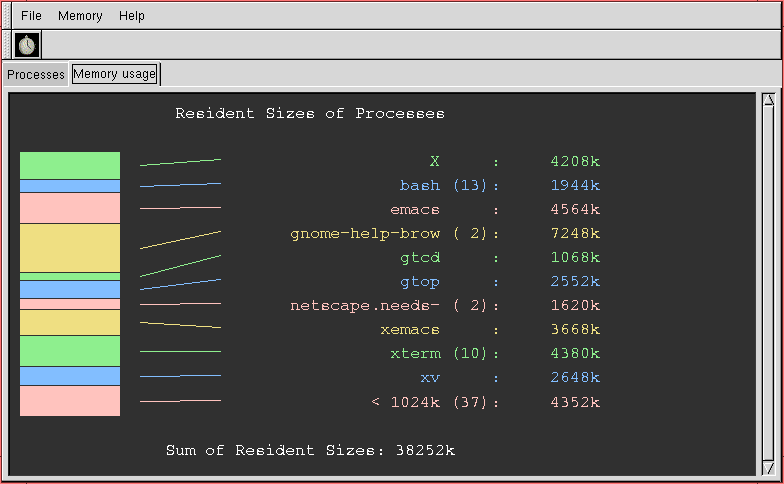 File Memory Help
Processes Memory usage
Resident Sizes of Processes
X : 4208k
bash (13): 1944k
emacs : 4564k
gnome-help-brow ( 2): 7248k
gtcd : 1068k
gtop : 2552k
netscape.needs- ( 2): 1620k
xemacs : 3668k
xterm (10): 4380k
xv : 2648k
< 1024k (37): 4352k
Sum of Resident Sizes: 38252k